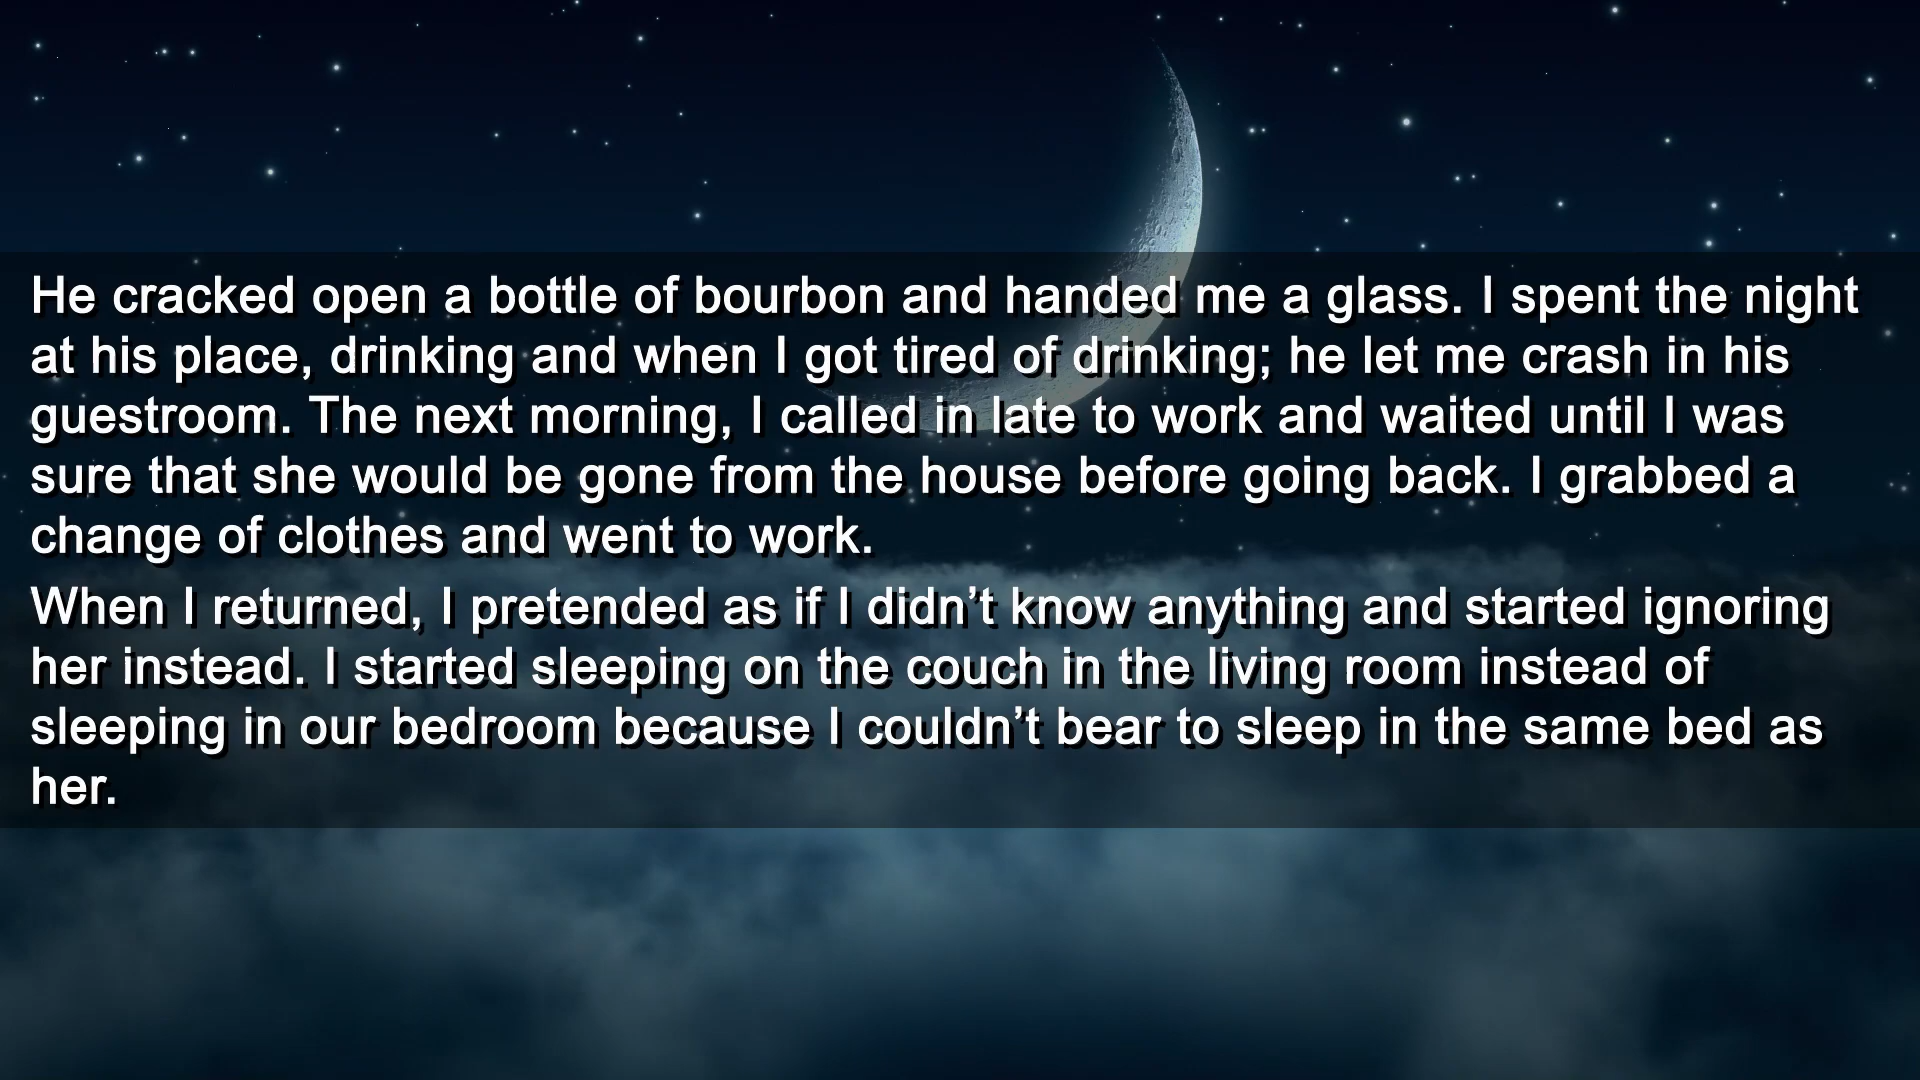 He cracked open a bottle of bourbon and handed me a glass. I spent the night
at his place, drinking and when I got tired of drinking; he let me crash in his
guestroom. The next morning, I called in late to work and waited until I was
sure that she would be gone from the house before going back. I grabbed a
change of clothes and went to work.
When I returned, I pretended as if I didn’t know anything and started ignoring
her instead. I started sleeping on the couch in the living room instead of
sleeping in our bedroom because I couldn’t bear to sleep in the same bed as
her.